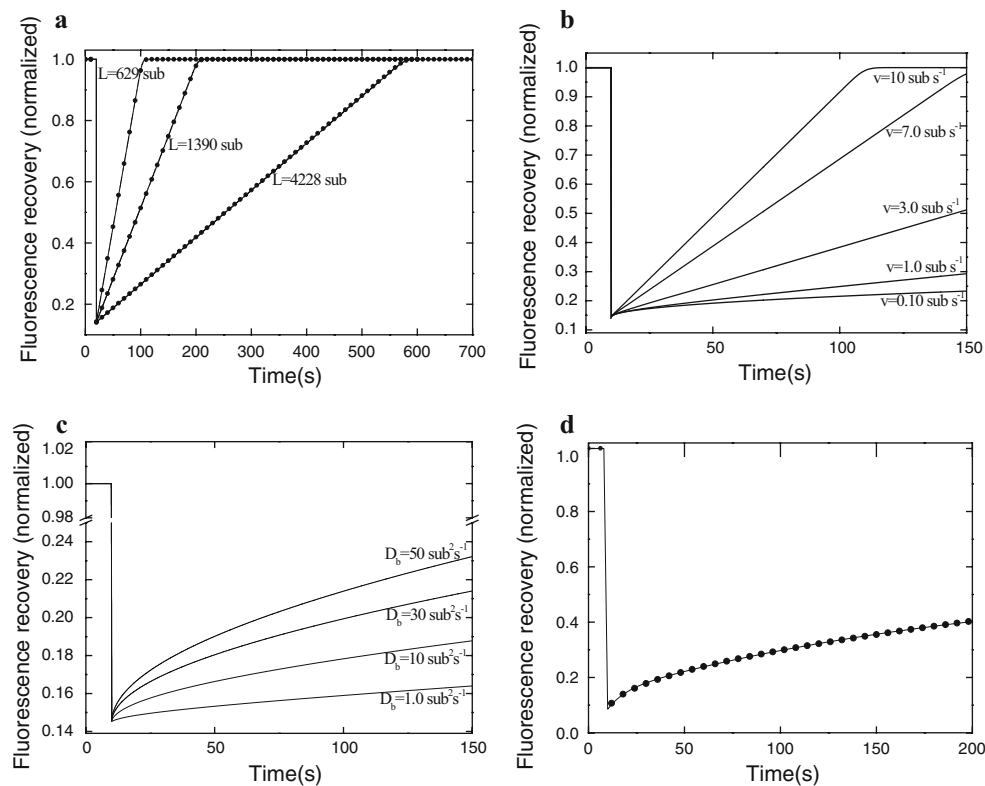 a
Fluorescence recovery (normalized)
1.0
0.8
0.6
0.4
0.2
L=629 sub
L=1390 sub
L=4228 sub
0 100 200 300 400 500 600 700
Time(s)
b
Fluorescence recovery (normalized)
1.0
0.9
0.8
0.7
0.6
0.5
0.4
0.3
0.2
0.1
v=10 sub s⁻¹
v=7.0 sub s⁻¹
v=3.0 sub s⁻¹
v=1.0 sub s⁻¹
v=0.10 sub s⁻¹
0 50 100 150
Time(s)
c
Fluorescence recovery (normalized)
1.02
1.00
0.98
0.24
0.22
0.20
0.18
0.16
0.14
D_b=50 sub²s⁻¹
D_b=30 sub²s⁻¹
D_b=10 sub²s⁻¹
D_b=1.0 sub²s⁻¹
0 50 100 150
Time(s)
d
Fluorescence recovery (normalized)
1.0
0.8
0.6
0.4
0.2
0.0
0 50 100 150 200
Time(s)